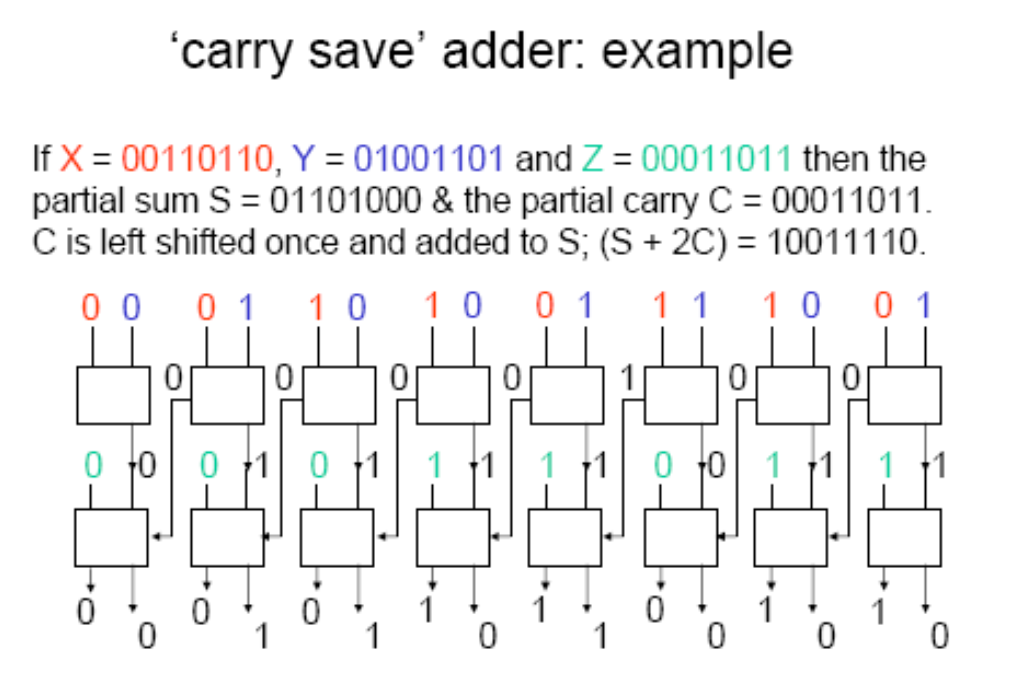 ‘carry save’ adder: example
If X = 00110110, Y = 01001101 and Z = 00011011 then the
partial sum S = 01101000 & the partial carry C = 00011011.
C is left shifted once and added to S; (S + 2C) = 10011110.
0 0 0 1 1 0 1 0 0 1 1 1 1 0 0 1
0 0 0 0 1 0 0
0 0 0 1 0 1 1 1 1 1 0 0 1 1 1 1
0 0 0 1 1 0 1 1
0 1 1 0 1 0 0 0